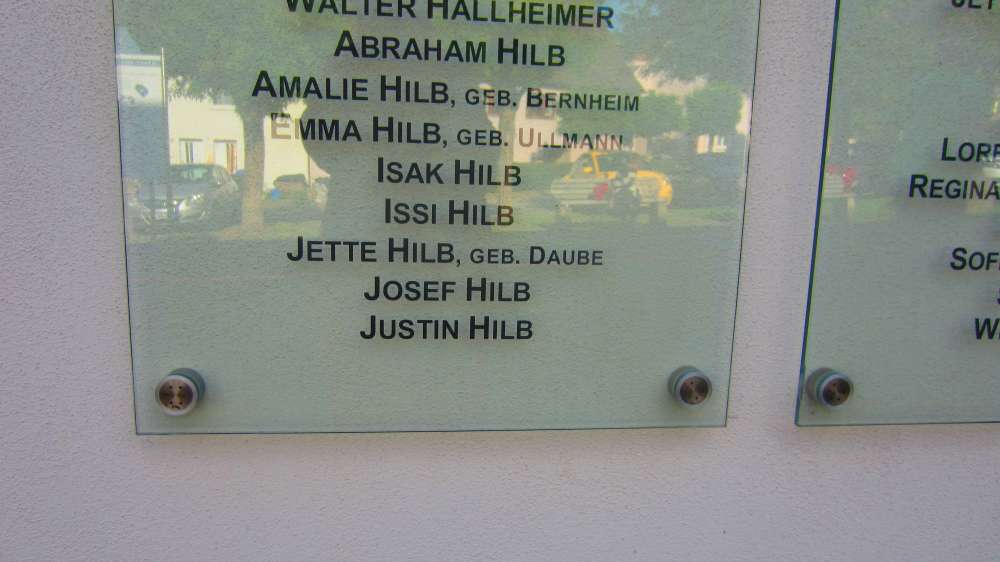 WALTER HALLHEIMER
ABRAHAM HILB
AMALIE HILB, GEB. BERNHEIM
EMMA HILB, GEB. ULLMANN
ISAK HILB
ISSI HILB
JETTE HILB, GEB. DAUBE
JOSEF HILB
JUSTIN HILB
REGINA